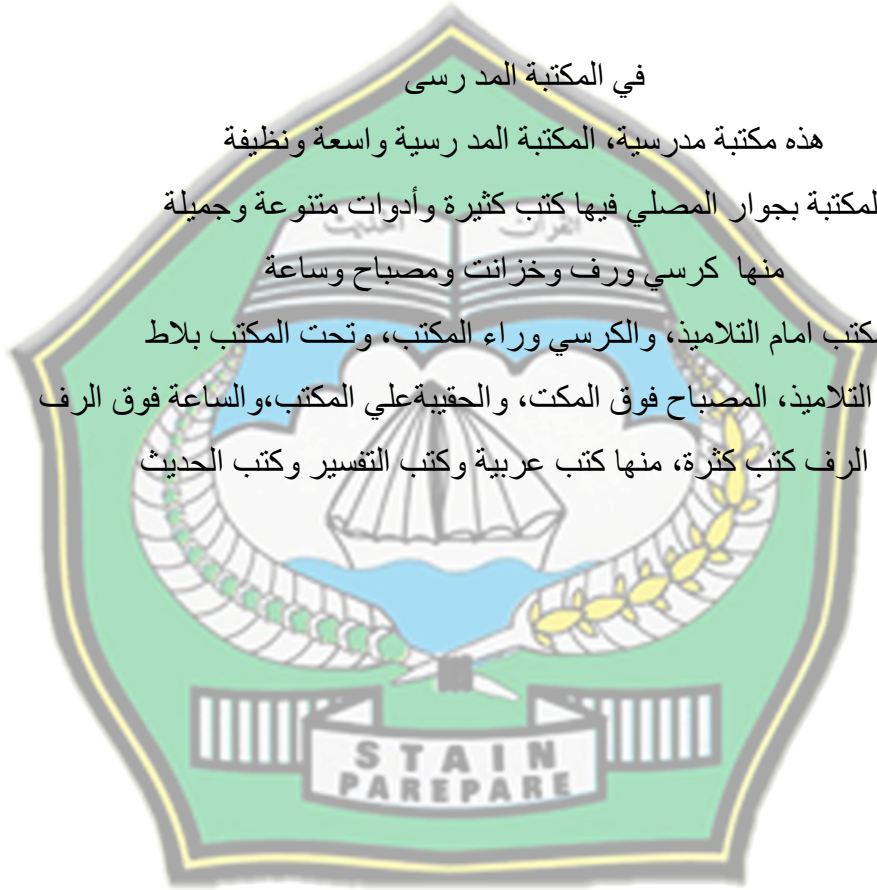 في المكتبة المد رسى
هذه مكتبة مدرسية، المكتبة المد رسية واسعة ونظيفة
لمكتبة بجوار المصلي فيها كتب كثيرة وأدوات متنوعة وجميلة
منها كرسي ورف وخزانت ومصباح وساعة
كتب امام التلاميذ، والكرسي وراء المكتب، وتحت المكتب بلاط
التلاميذ، المصباح فوق المكت، والحقيبةعلي المكتب،والساعة فوق الرف
الرف كتب كثرة، منها كتب عربية وكتب التفسير وكتب الحديث
الحديث القرآن
STAIN
PAREPARE